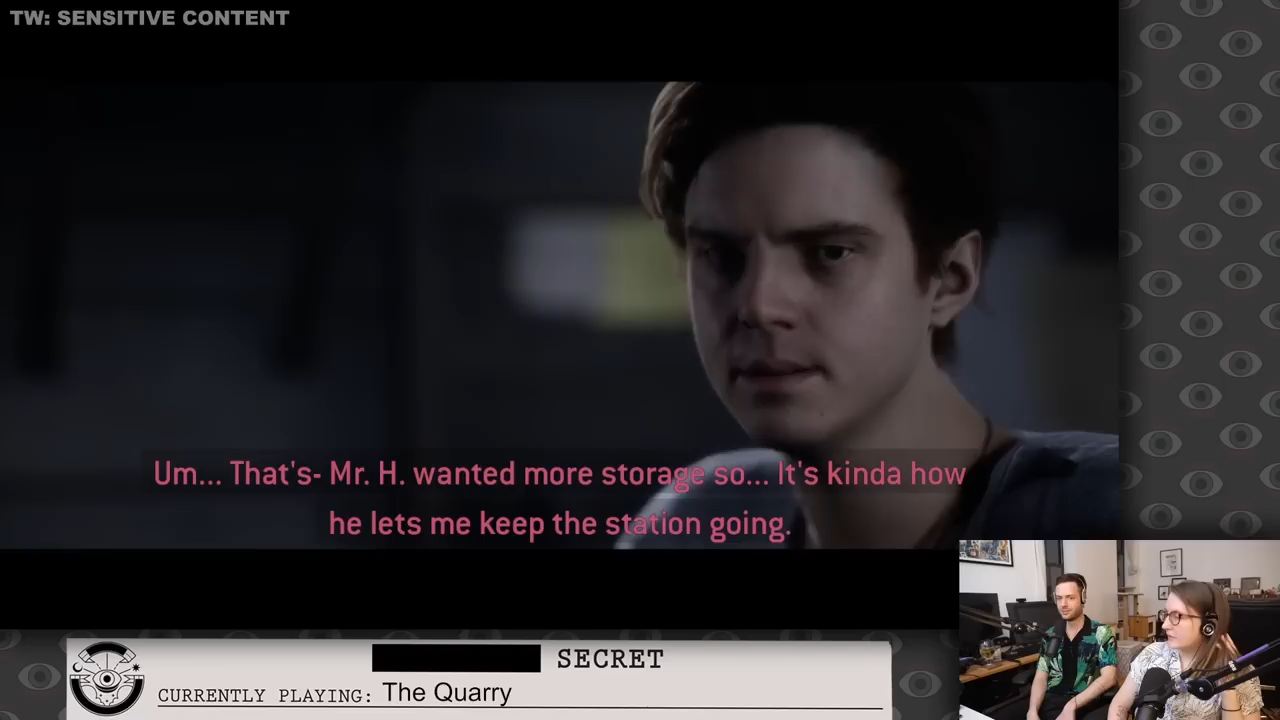 TW: SENSITIVE CONTENT
Um... That's- Mr. H. wanted more storage so... It's kinda how
he lets me keep the station going.
SECRET
CURRENTLY PLAYING: The Quarry